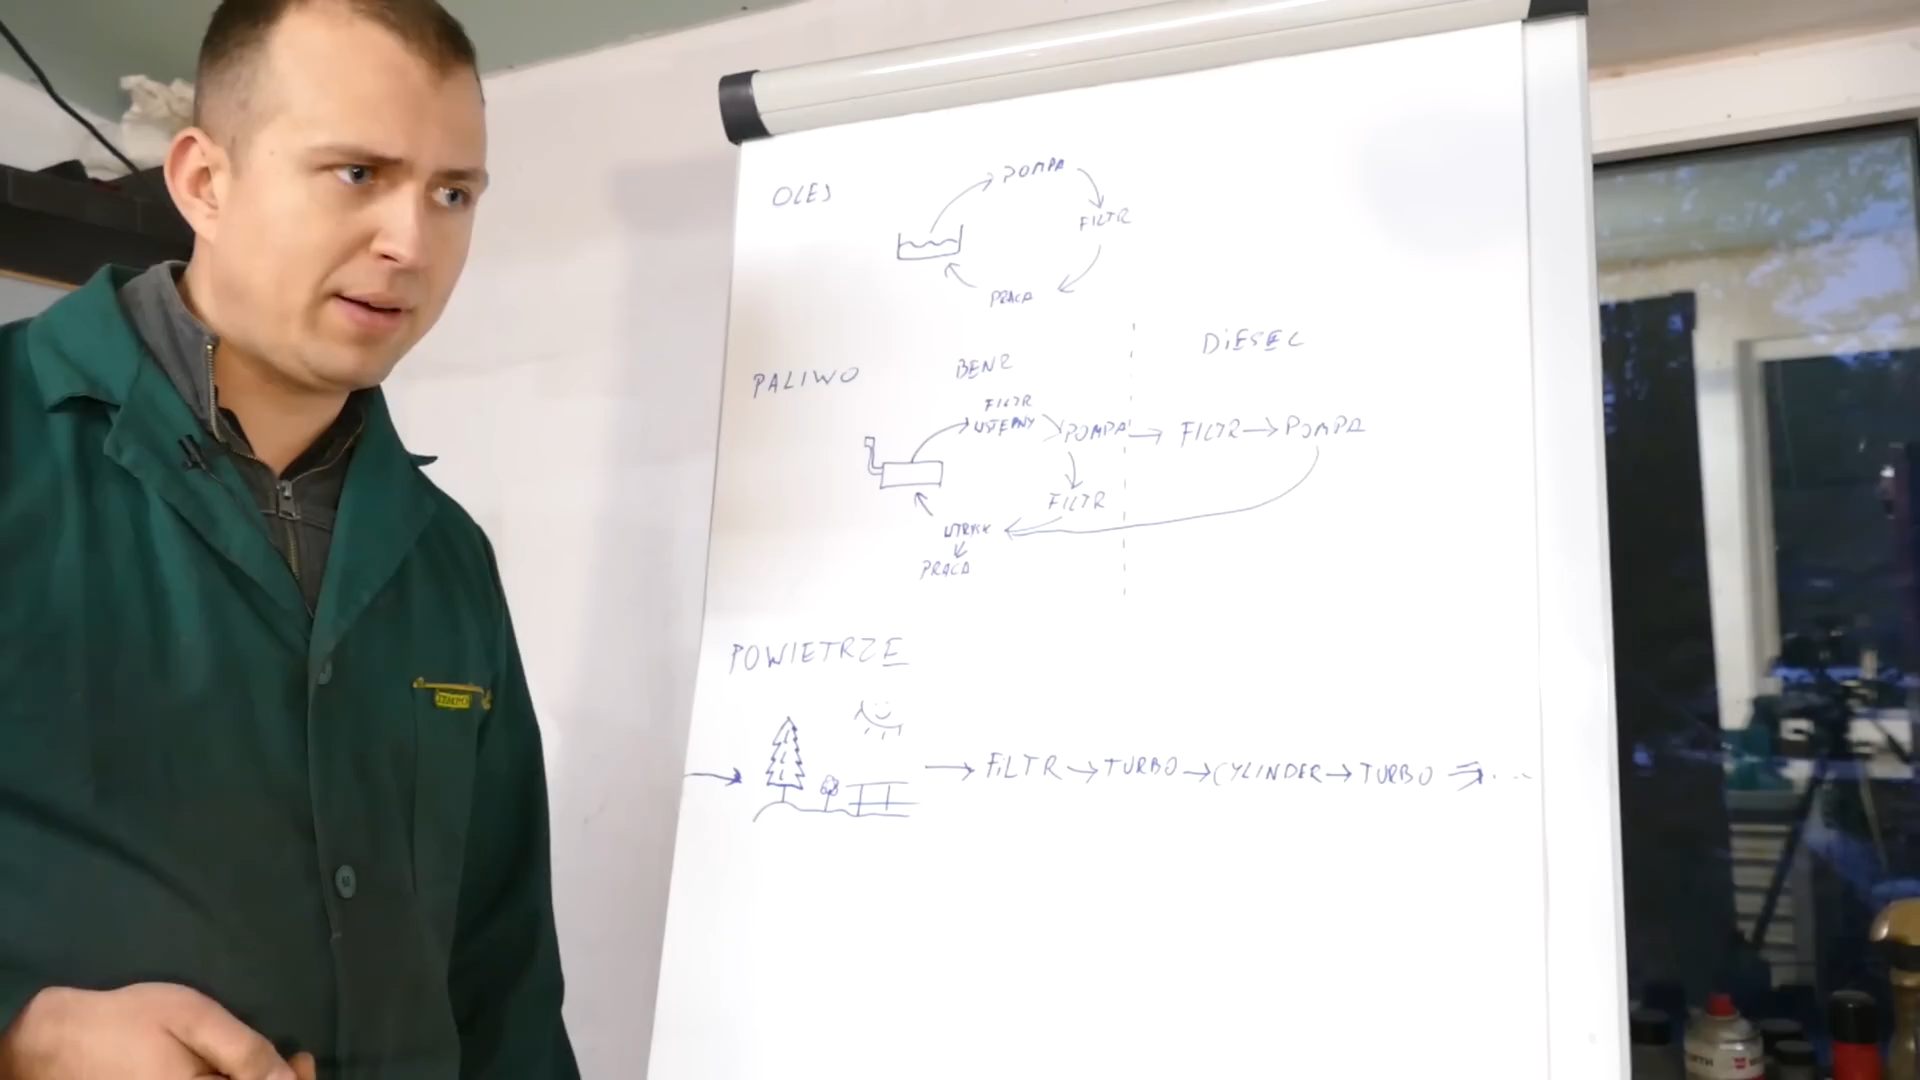 OLEJ
POMPA
FILTR
PRACA
PALIWO
BENZ
DIESEL
FILTR
WSTĘPNY
POMPA
FILTR
POMPA
FILTR
WTRYSK
PRACA
POWIETRZE
FILTR TURBO CYLINDER TURBO ...